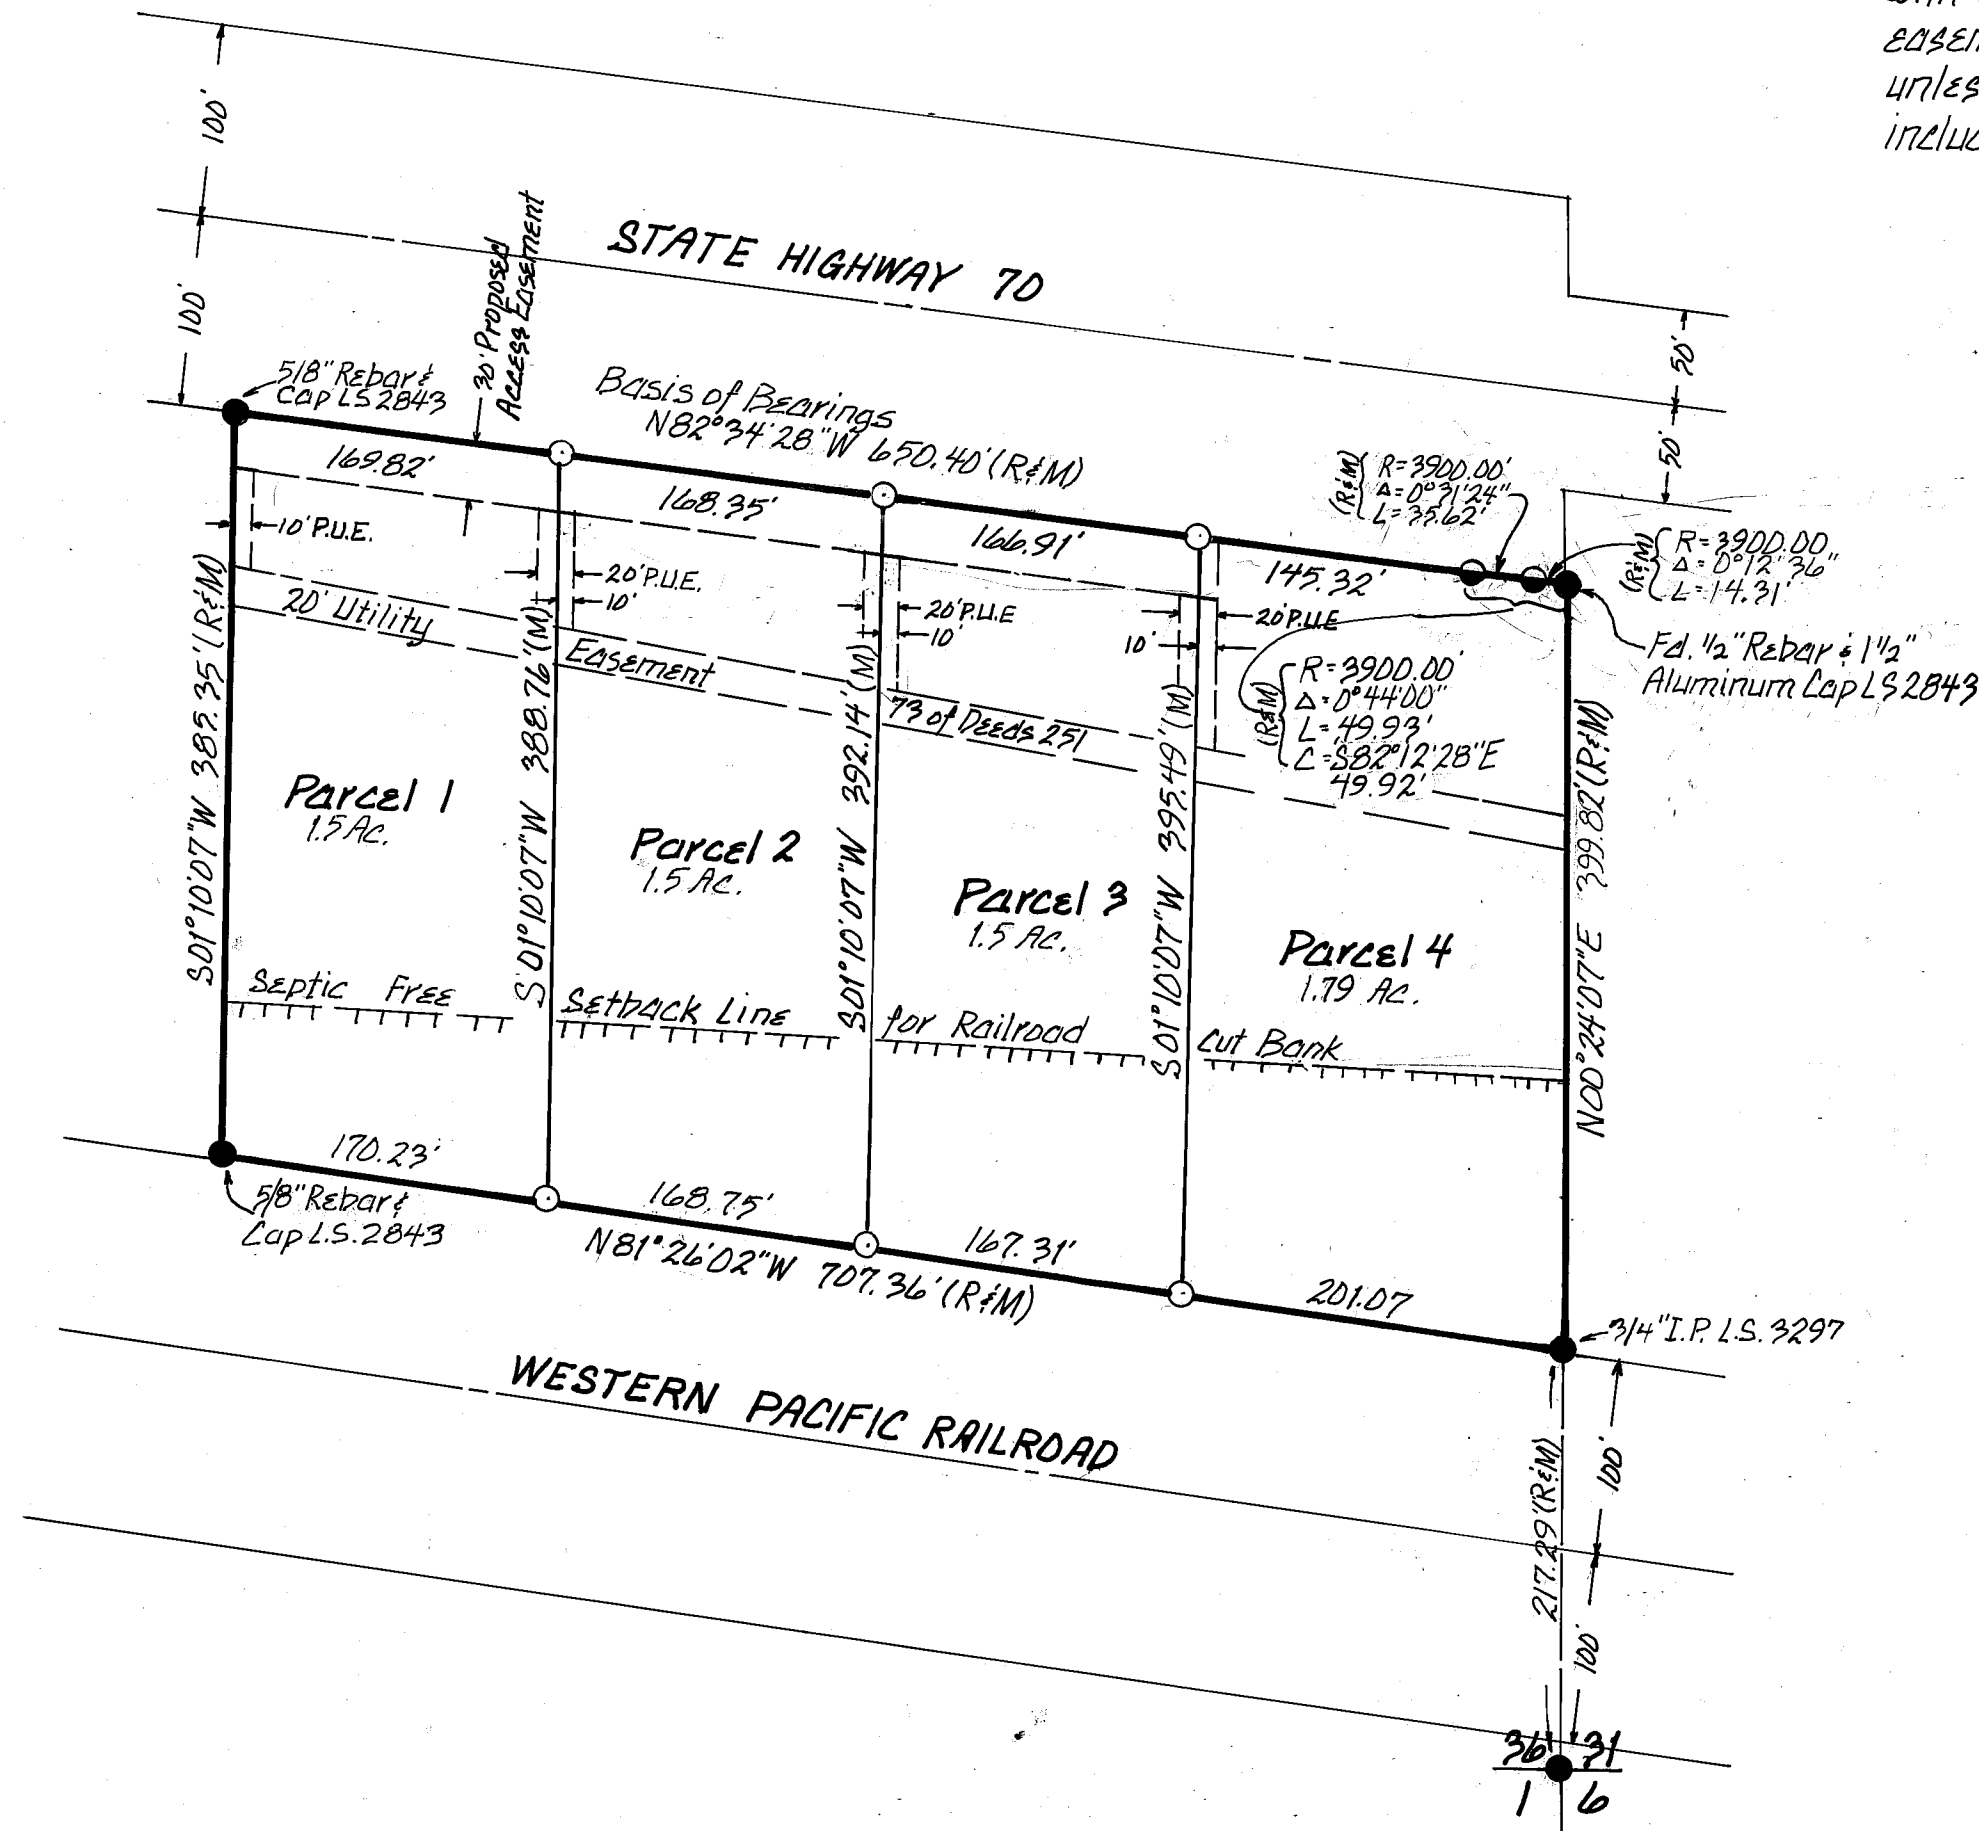 easem
unles
includ
100'
100'
30' Proposed
Access Easement
STATE HIGHWAY 70
50'
50'
5/8" Rebar &
Cap LS 2843
Basis of Bearings
N82°34'28"W 650.40' (R&M)
169.82'
168.35'
166.91'
145.32'
(R&M)
R=3900.00'
Δ=0°31'24"
L=35.62'
(R&M)
R=3900.00
Δ=0°12'36"
L=14.31'
Fd. 1/2" Rebar & 1 1/2"
Aluminum Cap LS 2843
10' P.U.E.
20' P.U.E.
10'
20' P.U.E
10'
20' P.U.E
10'
(R&M)
R=3900.00'
Δ=0°44'00"
L=49.93'
C=S82°12'28"E
49.92'
20' Utility Easement 73 of Deeds 251
S01°10'07"W 385.35' (R&M)
S01°10'07"W 388.76' (M)
S01°10'07"W 392.14' (M)
S01°10'07"W 395.49' (M)
N00°24'07"E 399.82' (R&M)
Parcel 1
1.5 Ac.
Parcel 2
1.5 Ac.
Parcel 3
1.5 Ac.
Parcel 4
1.79 Ac.
Septic Free Setback Line for Railroad Cut Bank
170.23'
168.75'
167.31'
201.07
5/8" Rebar &
Cap L.S. 2843
N81°26'02"W 707.36' (R&M)
3/4" I.P. L.S. 3297
WESTERN PACIFIC RAILROAD
217.29' (R&M)
100'
100'
36 31
1 6